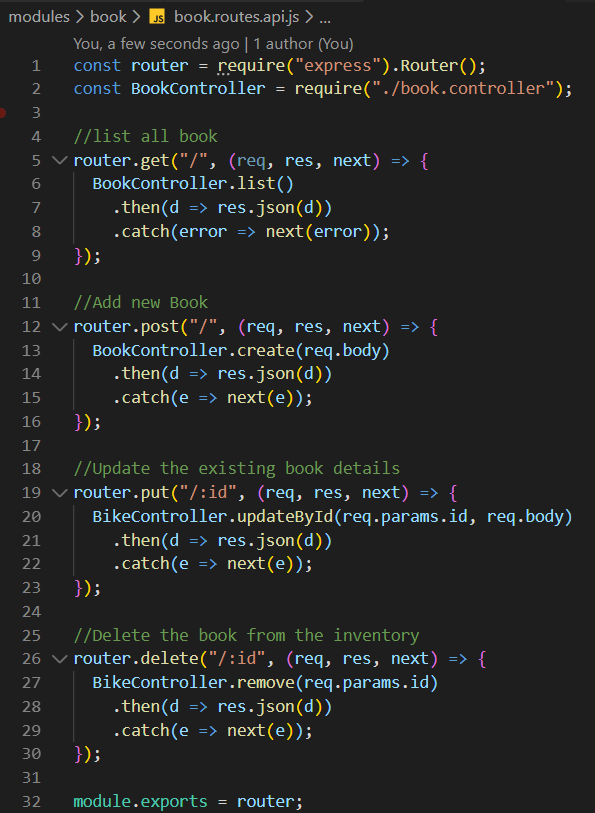 modules > book > JS book.routes.api.js > ...
You, a few seconds ago | 1 author (You)
1 const router = require("express").Router();
2 const BookController = require("./book.controller");
3
4 //list all book
5 router.get("/", (req, res, next) => {
6   BookController.list()
7     .then(d => res.json(d))
8     .catch(error => next(error));
9 });
10
11 //Add new Book
12 router.post("/", (req, res, next) => {
13   BookController.create(req.body)
14     .then(d => res.json(d))
15     .catch(e => next(e));
16 });
17
18 //Update the existing book details
19 router.put("/:id", (req, res, next) => {
20   BikeController.updateById(req.params.id, req.body)
21     .then(d => res.json(d))
22     .catch(e => next(e));
23 });
24
25 //Delete the book from the inventory
26 router.delete("/:id", (req, res, next) => {
27   BikeController.remove(req.params.id)
28     .then(d => res.json(d))
29     .catch(e => next(e));
30 });
31
32 module.exports = router;